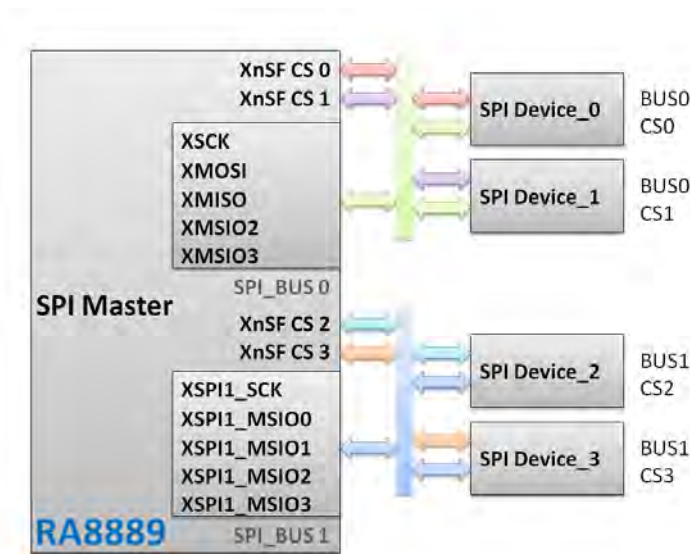 XnSF CS 0
XnSF CS 1
XSCK
XMOSI
XMISO
XMSIO2
XMSIO3
SPI_BUS 0
SPI Master
XnSF CS 2
XnSF CS 3
XSPI1_SCK
XSPI1_MSIO0
XSPI1_MSIO1
XSPI1_MSIO2
XSPI1_MSIO3
RA8889
SPI_BUS 1
SPI Device_0
BUS0
CS0
SPI Device_1
BUS0
CS1
SPI Device_2
BUS1
CS2
SPI Device_3
BUS1
CS3